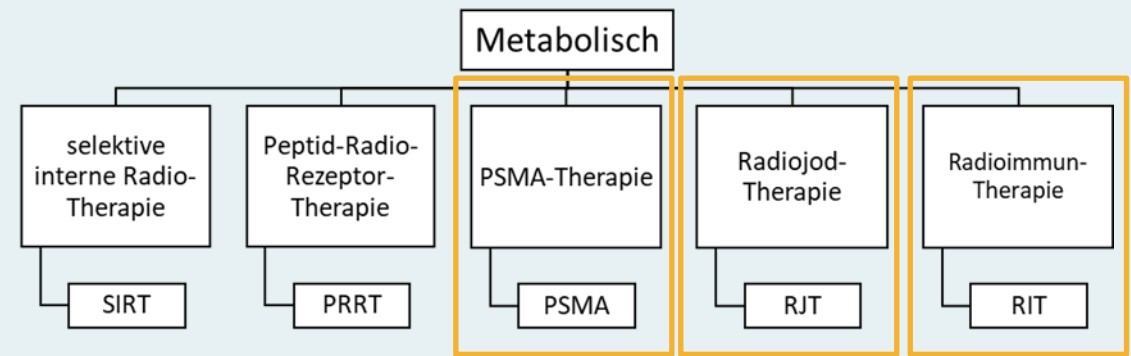 Metabolisch
selektive
interne Radio-
Therapie
Peptid-Radio-
Rezeptor-
Therapie
PSMA-Therapie
Radiojod-
Therapie
Radioimmun-
Therapie
SIRT
PRRT
PSMA
RJT
RIT